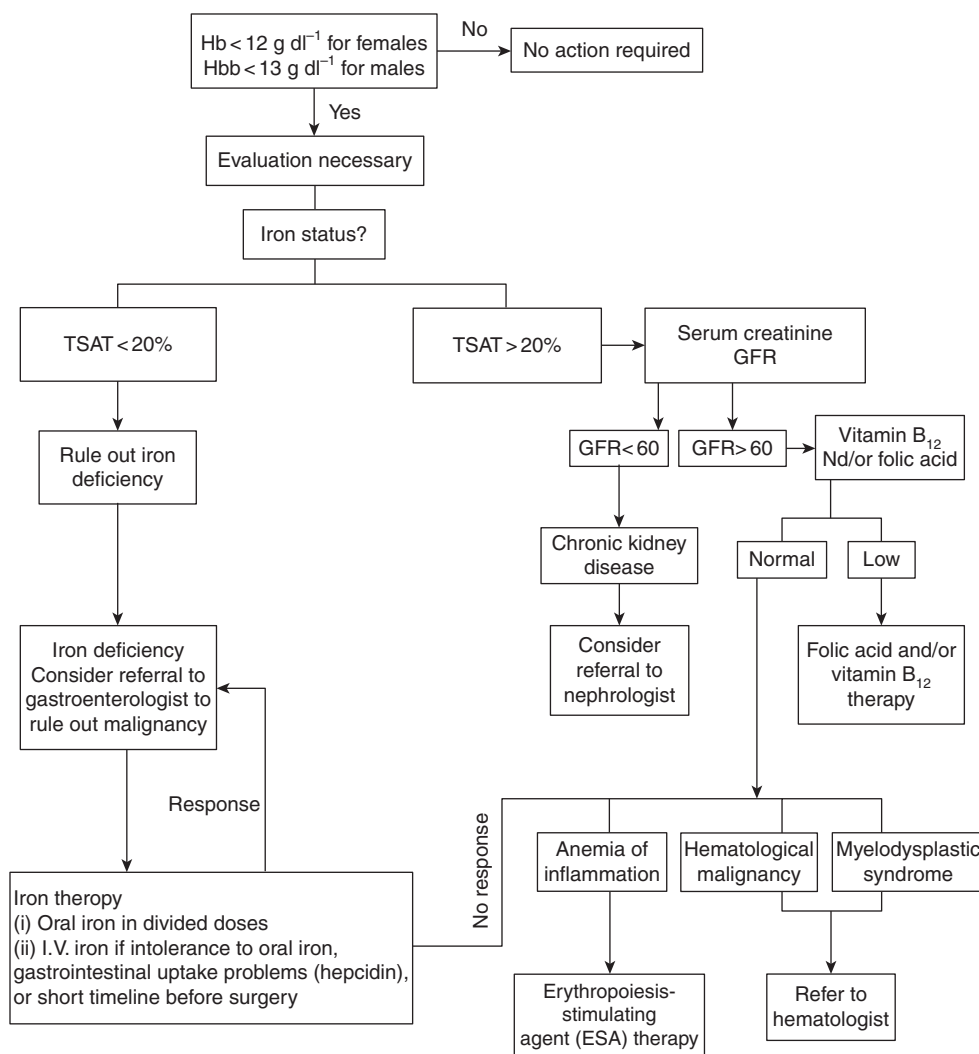 Hb < 12 g dl⁻¹ for females
Hbb < 13 g dl⁻¹ for males
No
No action required
Yes
Evaluation necessary
Iron status?
TSAT < 20%
TSAT > 20%
Serum creatinine
GFR
Rule out iron
deficiency
GFR < 60
GFR > 60
Vitamin B₁₂
Nd/or folic acid
Chronic kidney
disease
Normal
Low
Iron deficiency
Consider referral to
gastroenterologist to
rule out malignancy
Consider
referral to
nephrologist
Folic acid and/or
vitamin B₁₂
therapy
Response
No response
Anemia of
inflammation
Hematological
malignancy
Myelodysplastic
syndrome
Iron theropy
(i) Oral iron in divided doses
(ii) I.V. iron if intolerance to oral iron,
gastrointestinal uptake problems (hepcidin),
or short timeline before surgery
Erythropoiesis-
stimulating
agent (ESA) therapy
Refer to
hematologist